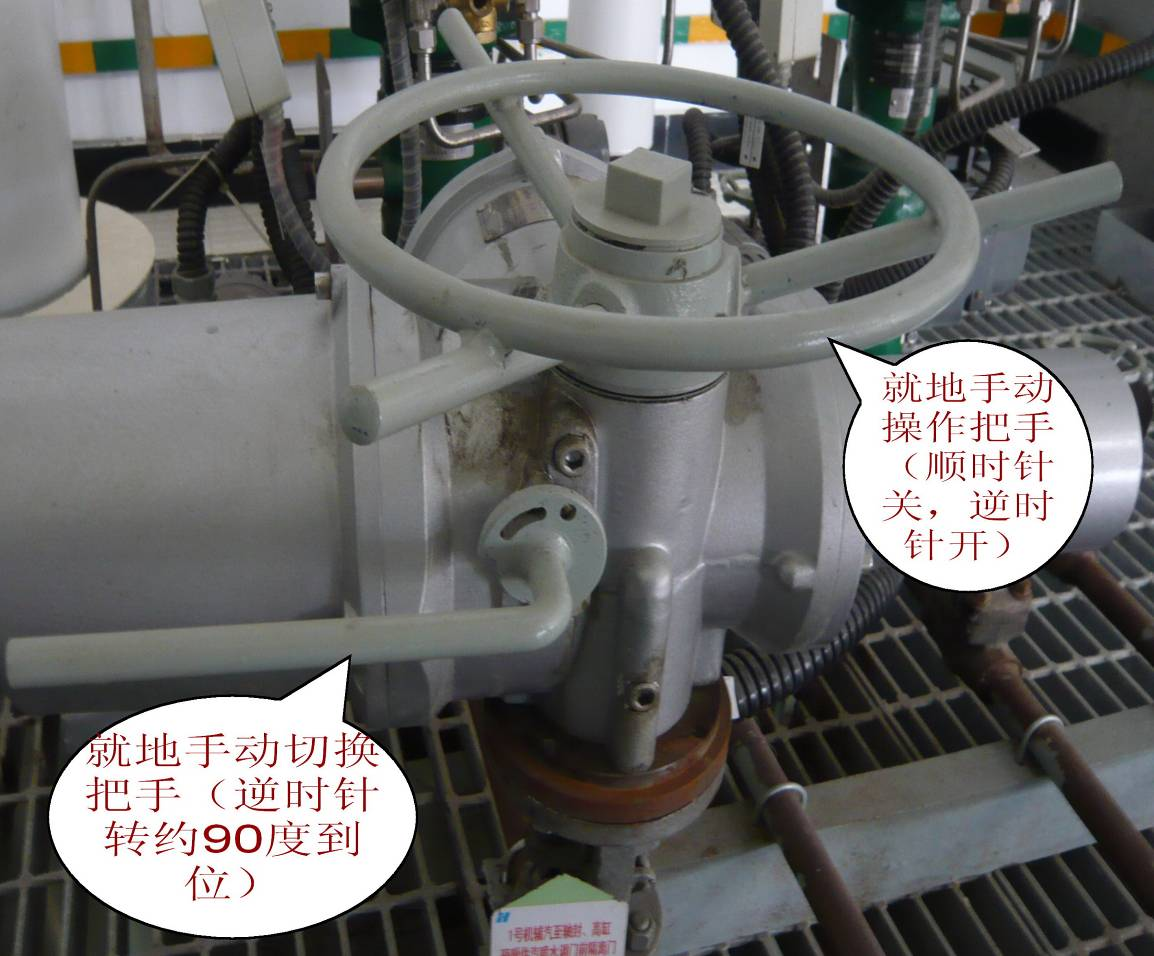 就地手动
操作把手
（顺时针
关，逆时
针开）
就地手动切换
把手（逆时针
转约90度到
位）
1号机辅汽至轴封、高缸